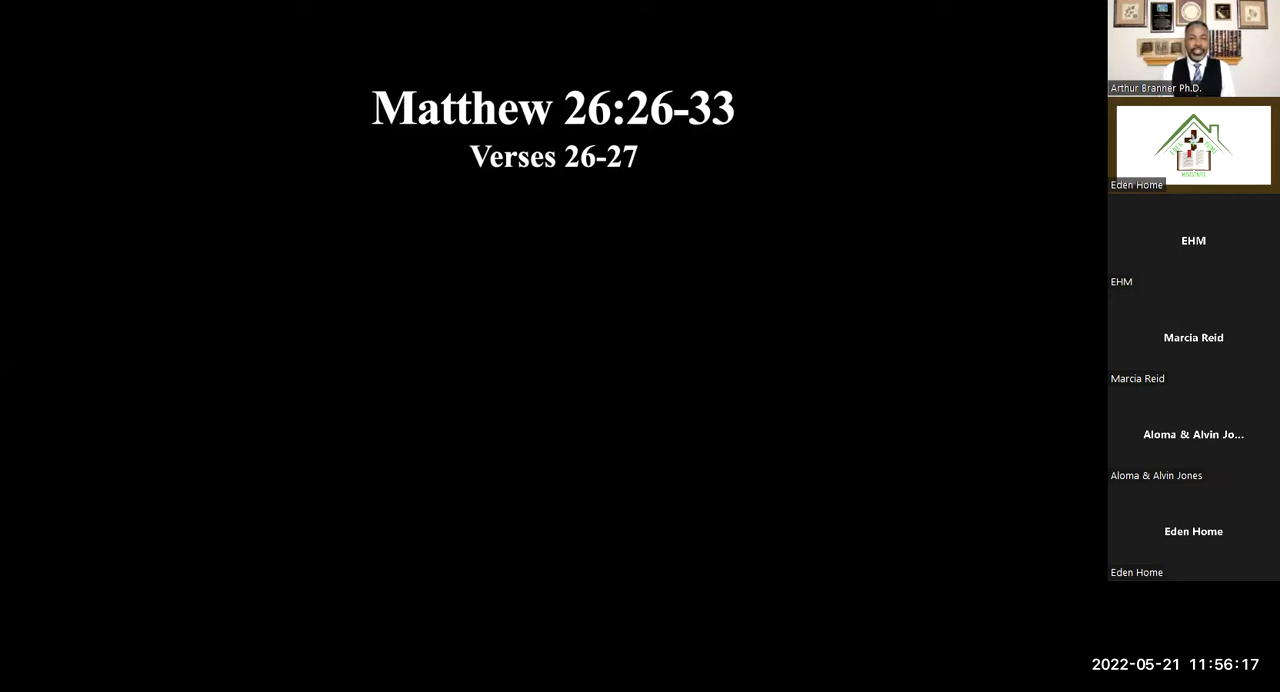 Matthew 26:26-33
Verses 26-27
Arthur Branner Ph.D.
Eden Home
EHM
EHM
Marcia Reid
Marcia Reid
Aloma & Alvin Jo...
Aloma & Alvin Jones
Eden Home
Eden Home
2022-05-21 11:56:17